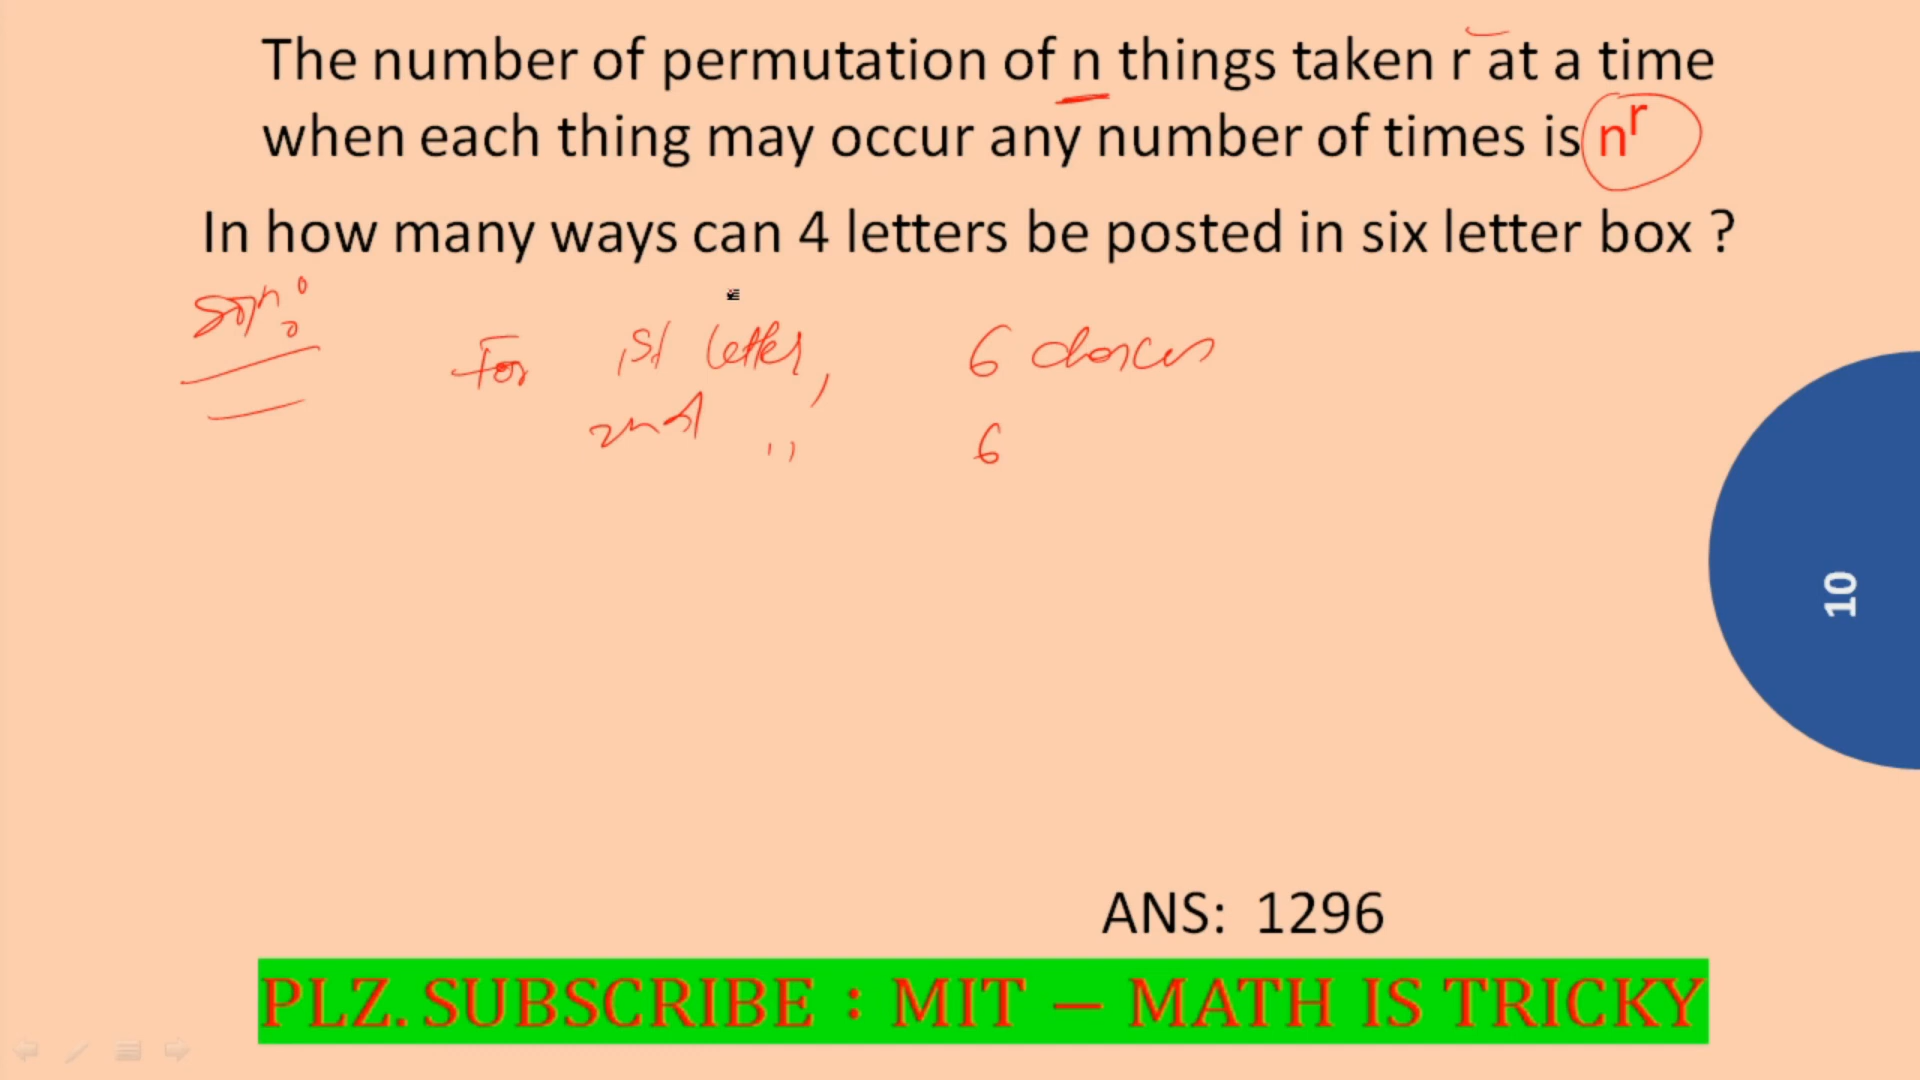 The number of permutation of n things taken r at a time
when each thing may occur any number of times is n^r
In how many ways can 4 letters be posted in six letter box ?
Soln:
For 1st letter, 6 choices
2nd " 6
10
ANS: 1296
PLZ. SUBSCRIBE : MIT – MATH IS TRICKY